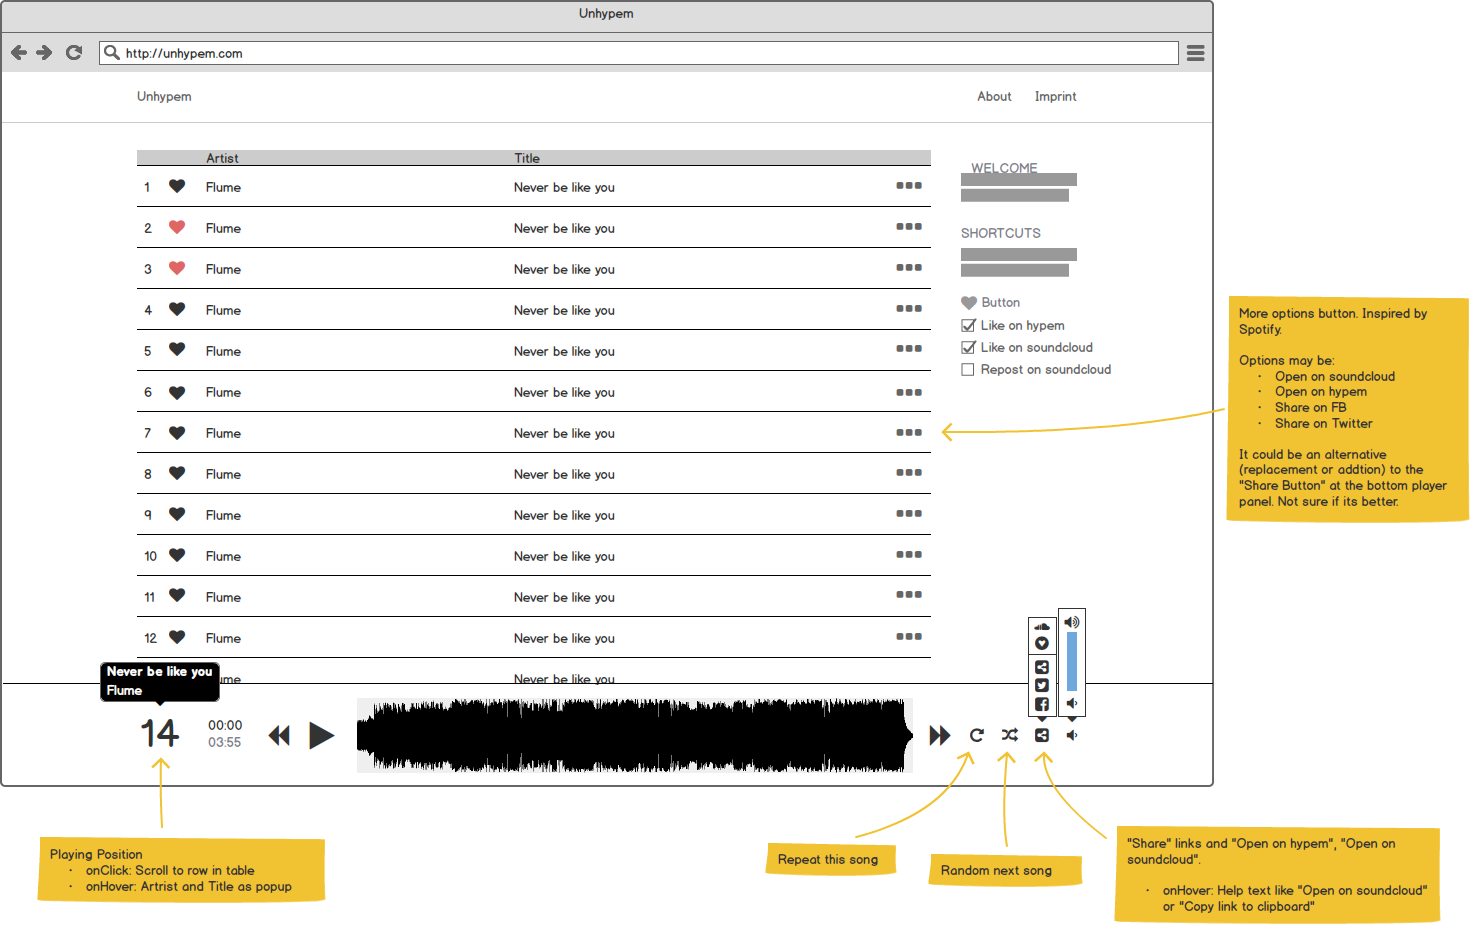 Unhypem
http://unhypem.com
Unhypem About Imprint
Artist Title
1 Flume Never be like you
2 Flume Never be like you
3 Flume Never be like you
4 Flume Never be like you
5 Flume Never be like you
6 Flume Never be like you
7 Flume Never be like you
8 Flume Never be like you
9 Flume Never be like you
10 Flume Never be like you
11 Flume Never be like you
12 Flume Never be like you
ume Never be like you
WELCOME
SHORTCUTS
Button
Like on hypem
Like on soundcloud
Repost on soundcloud
More options button. Inspired by
Spotify.
Options may be:
· Open on soundcloud
· Open on hypem
· Share on FB
· Share on Twitter
It could be an alternative
(replacement or addtion) to the
"Share Button" at the bottom player
panel. Not sure if its better.
Never be like you
Flume
14
00:00
03:55
Playing Position
· onClick: Scroll to row in table
· onHover: Artrist and Title as popup
Repeat this song
Random next song
"Share" links and "Open on hypem", "Open on
soundcloud".
· onHover: Help text like "Open on soundcloud"
or "Copy link to clipboard"